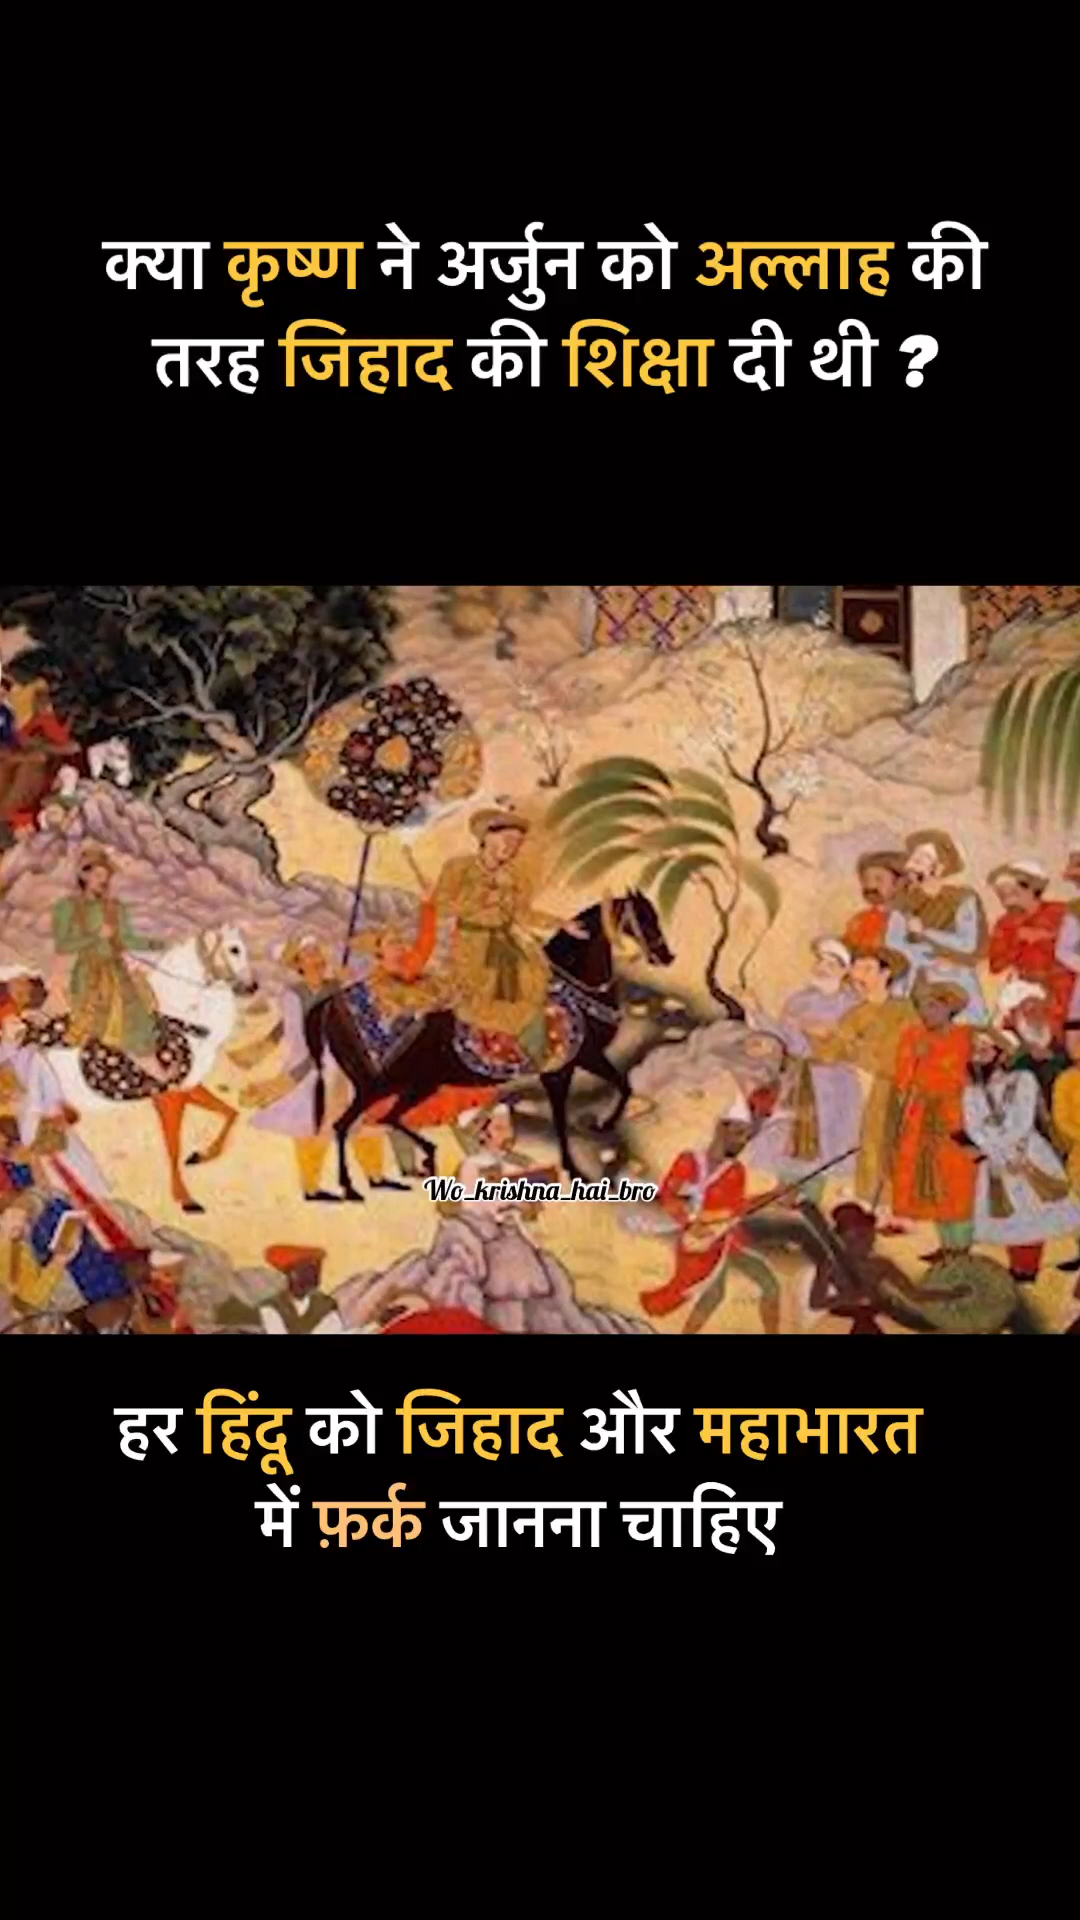 क्या कृष्ण ने अर्जुन को अल्लाह की
तरह जिहाद की शिक्षा दी थी ?
Wo_krishna_hai_bro
हर हिंदू को जिहाद और महाभारत
में फ़र्क जानना चाहिए